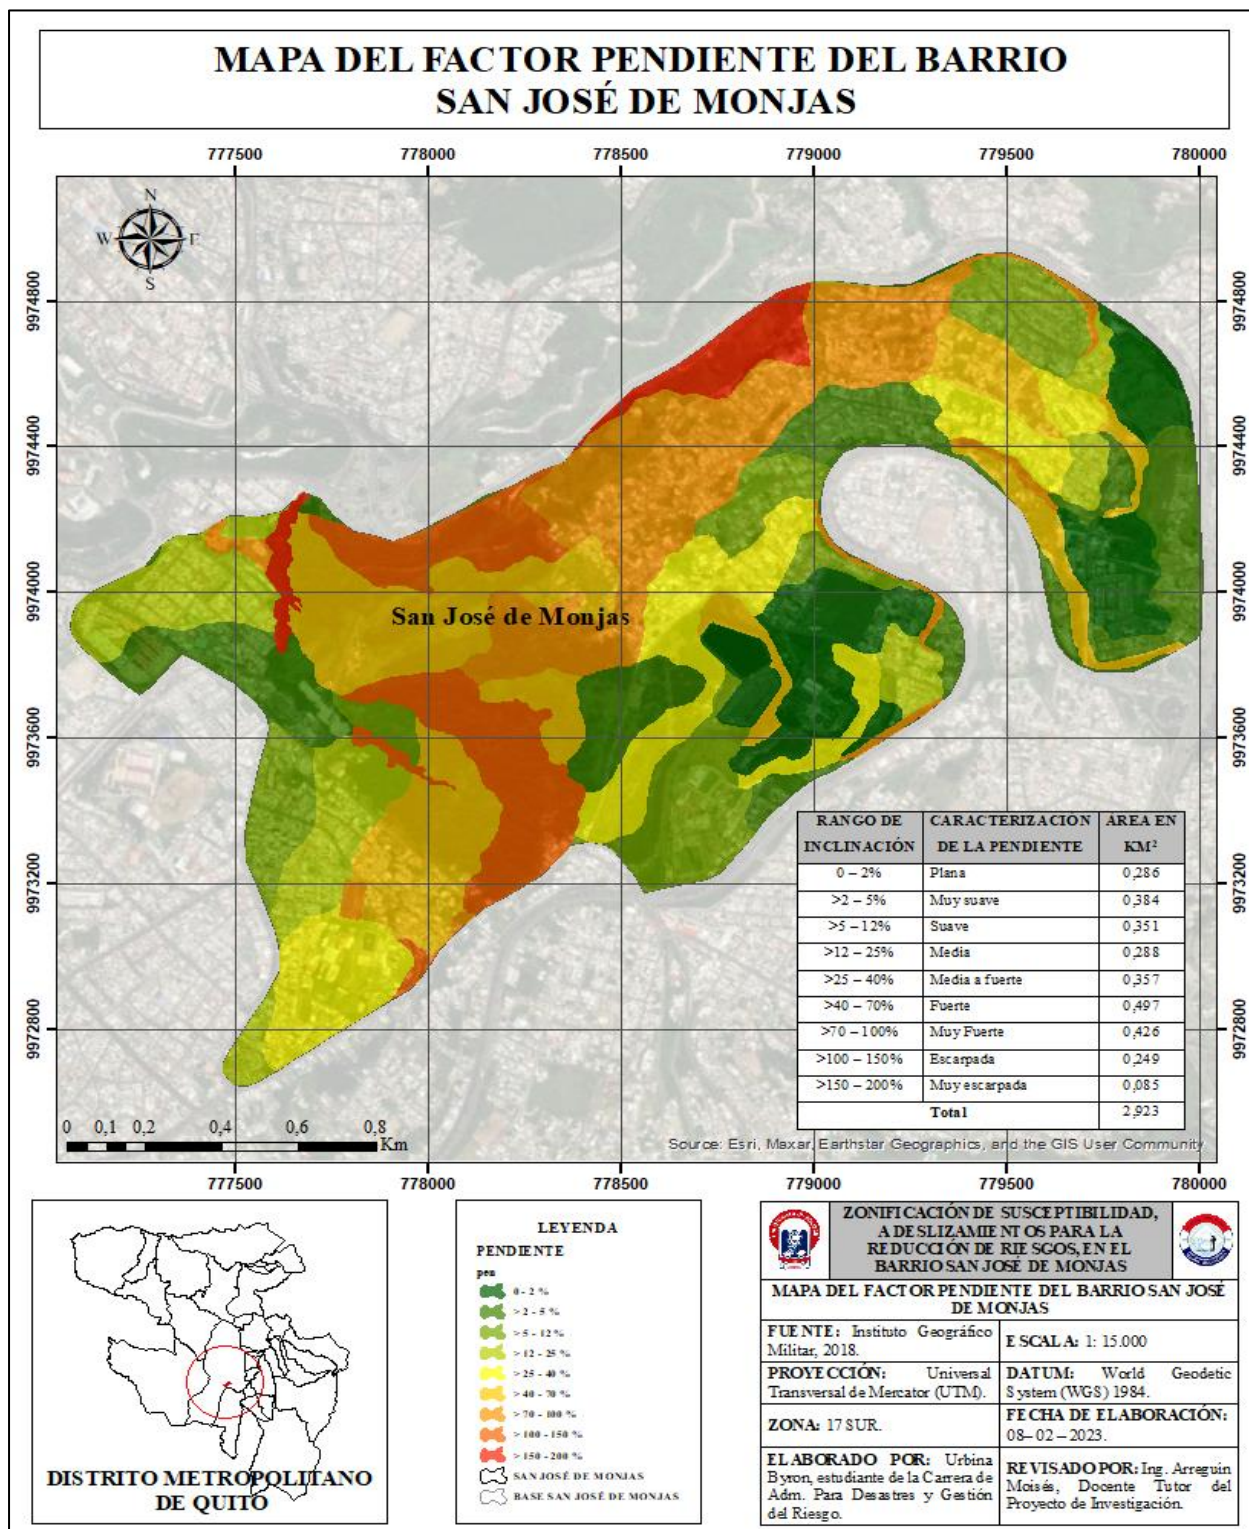 MAPA DEL FACTOR PENDIENTE DEL BARRIO
SAN JOSÉ DE MONJAS
777500 778000 778500 779000 779500 780000
N
W E
S
9974800 9974800
9974400 9974400
9974000 9974000
San José de Monjas
9973600 9973600
9973200 9973200
9972800 9972800
RANGO DE INCLINACIÓN CARACTERIZACION DE LA PENDIENTE ÁREA EN KM²
0 – 2% Plana 0,286
>2 – 5% Muy suave 0,384
>5 – 12% Suave 0,351
>12 – 25% Media 0,288
>25 – 40% Media a fuerte 0,357
>40 – 70% Fuerte 0,497
>70 – 100% Muy Fuerte 0,426
>100 – 150% Escarpada 0,249
>150 – 200% Muy escarpada 0,085
Total 2,923
0 0,1 0,2 0,4 0,6 0,8
Km
Source: Esri, Maxar, Earthstar Geographics, and the GIS User Community
777500 778000 778500 779000 779500 780000
DISTRITO METROPOLITANO
DE QUITO
LEYENDA
PENDIENTE
pen
0 - 2 %
> 2 - 5 %
> 5 - 12 %
> 12 - 25 %
> 25 - 40 %
> 40 - 70 %
> 70 - 100 %
> 100 - 150 %
> 150 - 200 %
SAN JOSÉ DE MONJAS
BASE SAN JOSÉ DE MONJAS
ZONIFICACIÓN DE SUSCEPTIBILIDAD,
A DESLIZAMIENTOS PARA LA
REDUCCIÓN DE RIESGOS, EN EL
BARRIO SAN JOSÉ DE MONJAS
MAPA DEL FACTOR PENDIENTE DEL BARRIO SAN JOSÉ
DE MONJAS
FUENTE: Instituto Geográfico
Militar, 2018.
ESCALA: 1: 15.000
PROYECCIÓN: Universal
Transversal de Mercator (UTM).
DATUM: World Geodetic
System (WGS) 1984.
ZONA: 17 SUR.
FECHA DE ELABORACIÓN:
08– 02 – 2023.
ELABORADO POR: Urbina
Byron, estudiante de la Carrera de
Adm. Para Desastres y Gestión
del Riesgo.
REVISADO POR: Ing. Arreguin
Moisés, Docente Tutor del
Proyecto de Investigación.